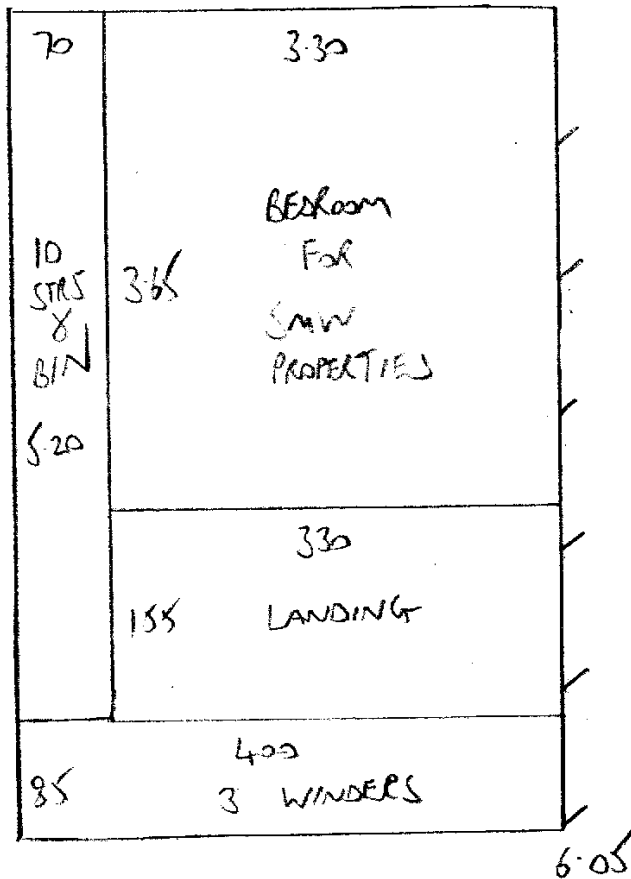 70
3.30
BEDROOM
FOR
SMW
PROPERTIES
10
STRS
&
BIN
5.20
3.65
330
155 LANDING
400
85 3 WINDERS
6.05